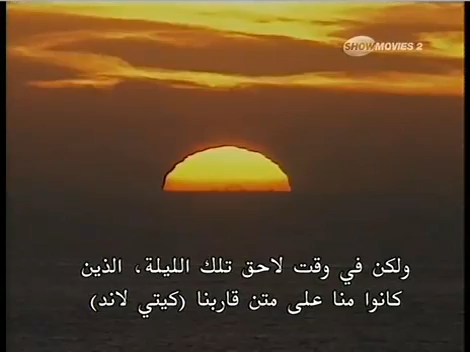 SHOWMOVIES 2
ولكن في وقت لاحق تلك الليلة، الذين
كانوا منا على متن قاربنا (كيتي لاند)